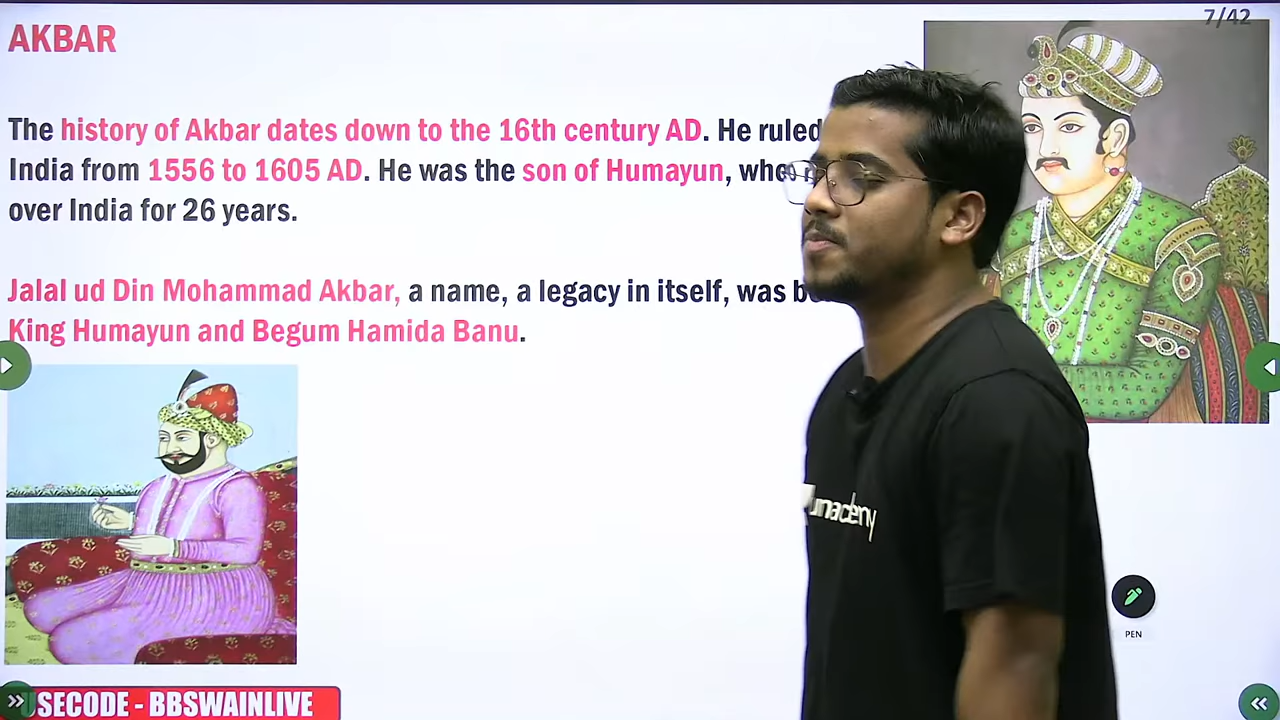 7/42
AKBAR
The history of Akbar dates down to the 16th century AD. He ruled
India from 1556 to 1605 AD. He was the son of Humayun, who
over India for 26 years.
Jalal ud Din Mohammad Akbar, a name, a legacy in itself, was
King Humayun and Begum Hamida Banu.
unacademy
PEN
USECODE - BBSWAINLIVE